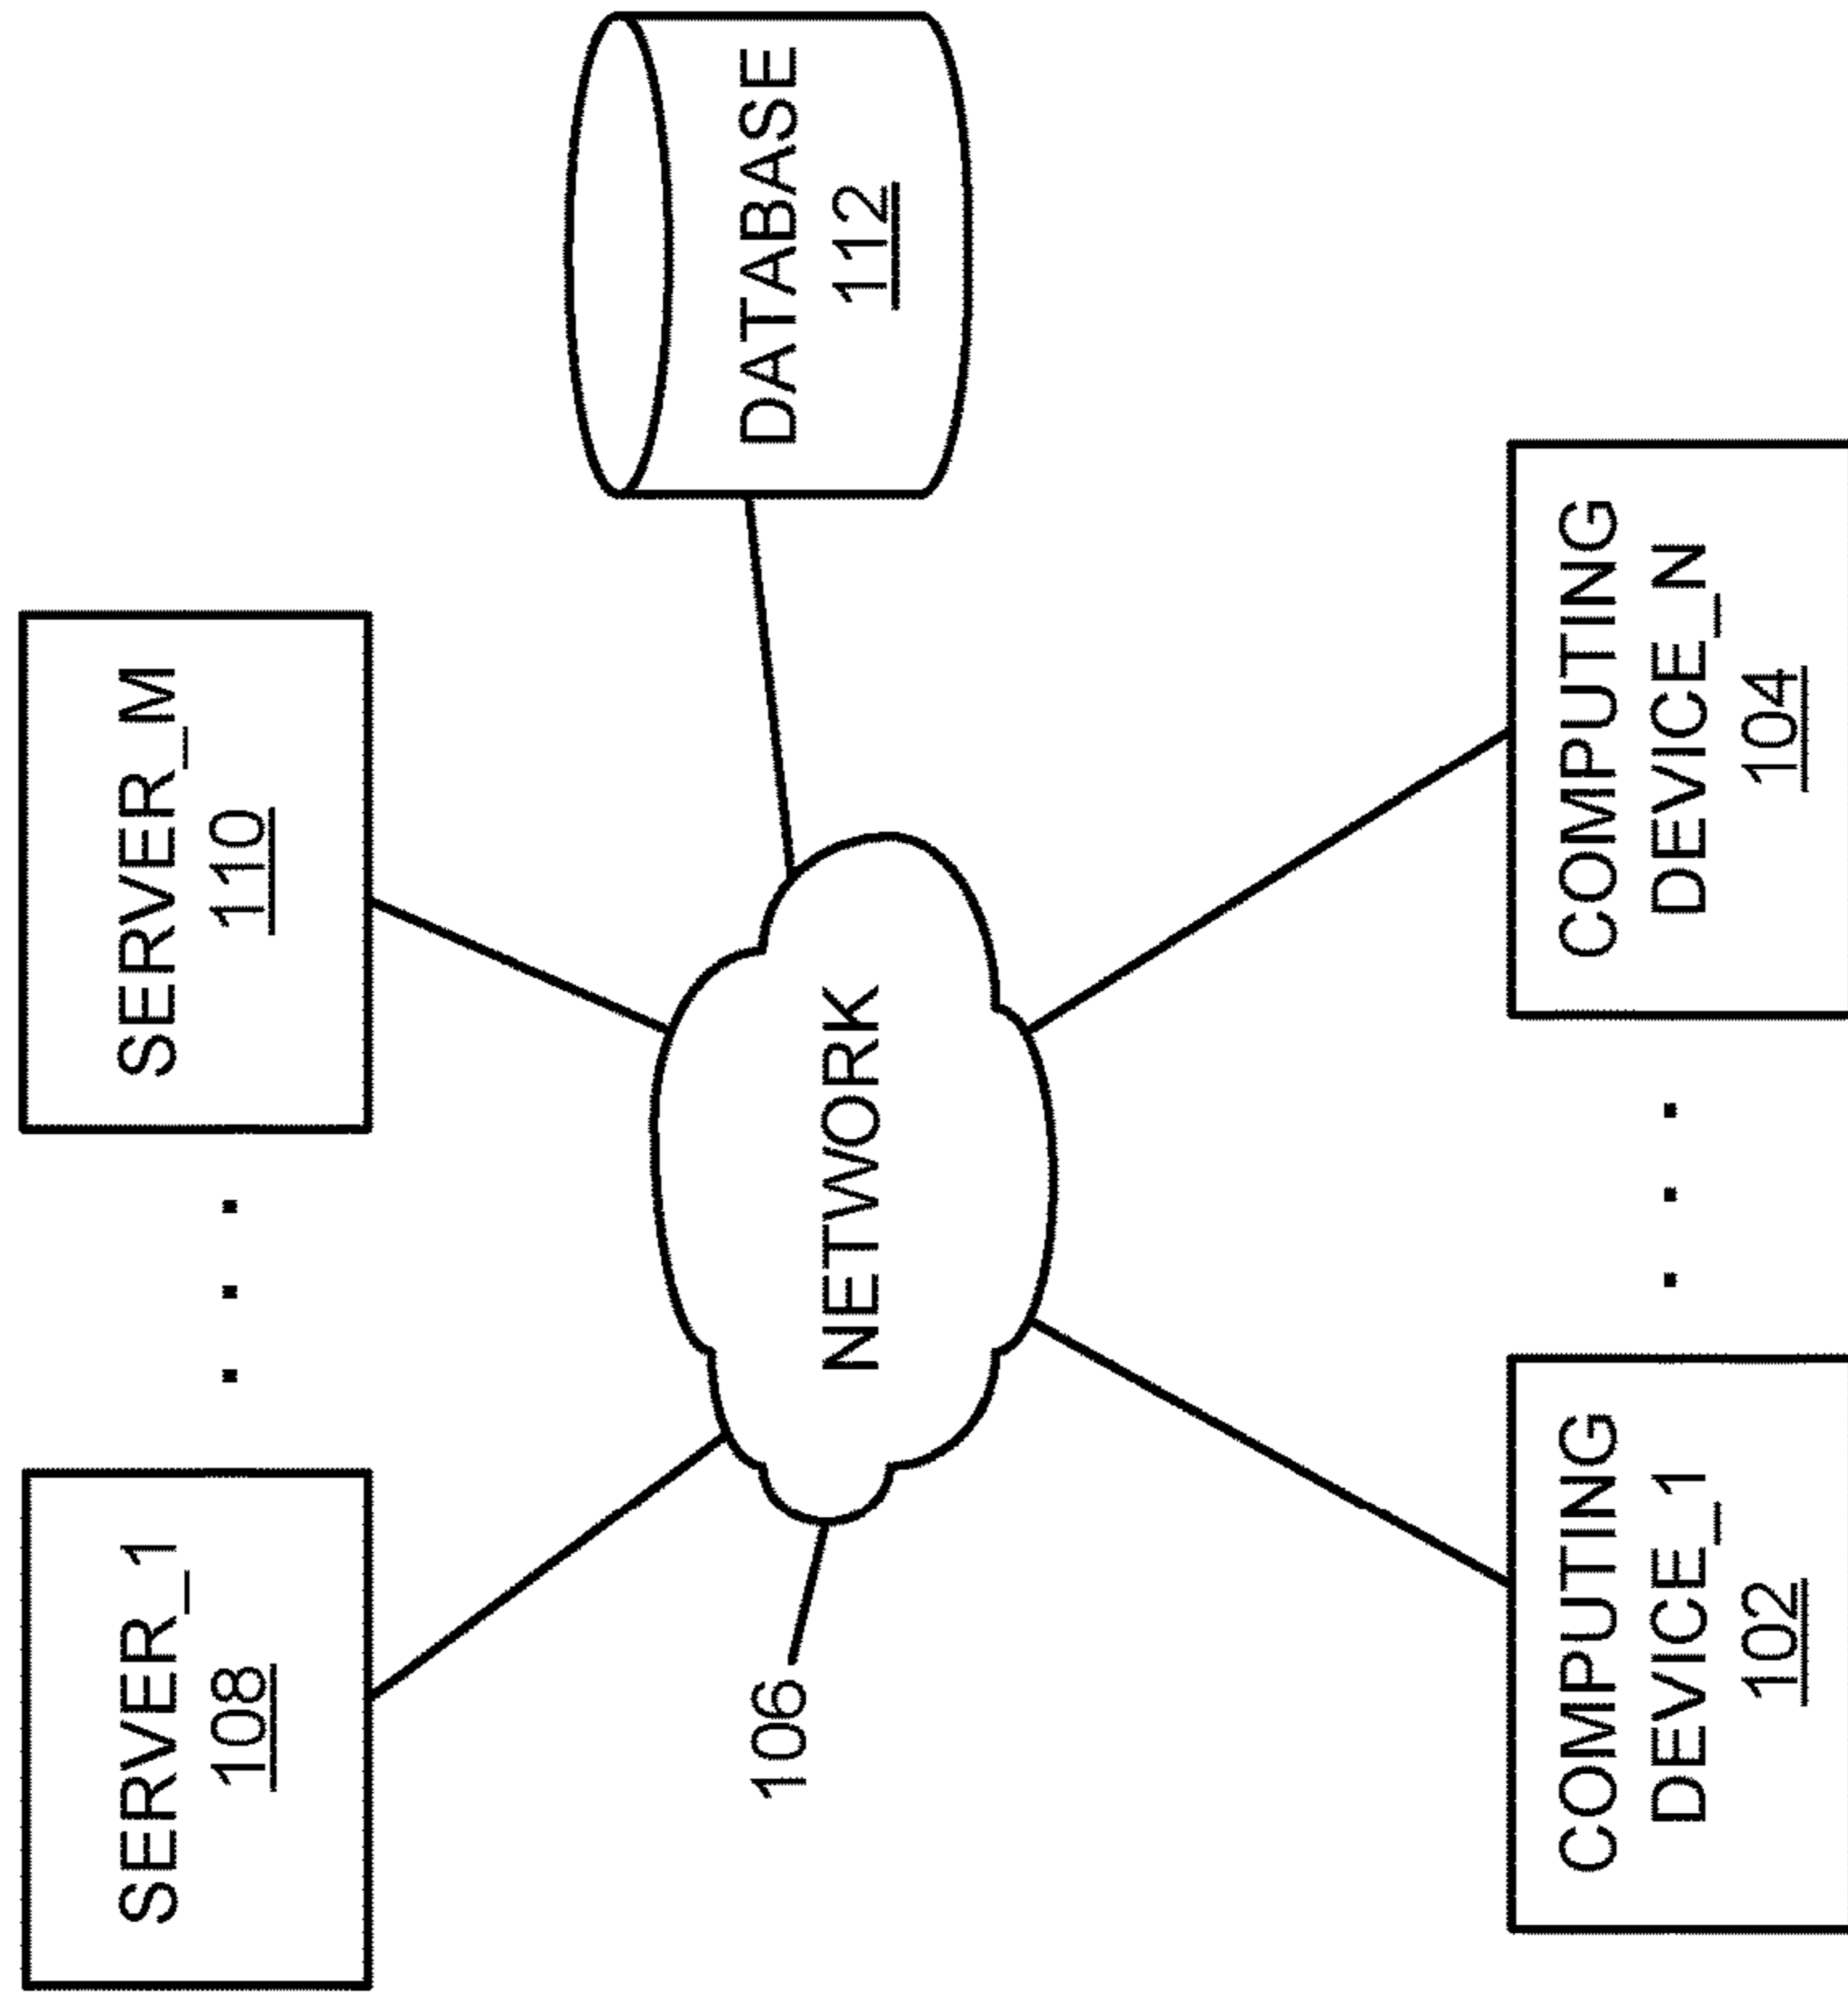 SERVER_1
108
SERVER_M
110
DATABASE
112
NETWORK
106
COMPUTING
DEVICE_1
102
COMPUTING
DEVICE_N
104